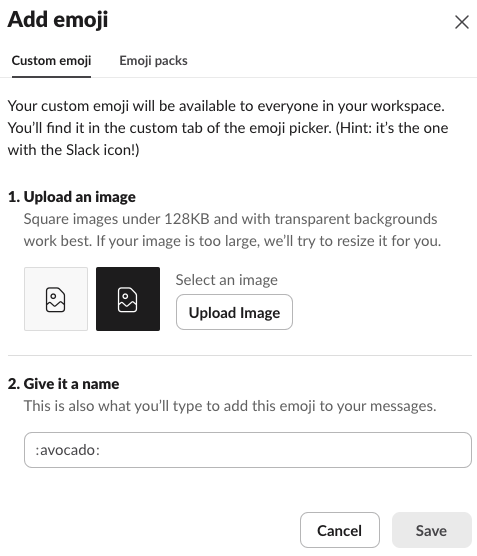 Add emoji
Custom emoji
Emoji packs
Your custom emoji will be available to everyone in your workspace.
You’ll find it in the custom tab of the emoji picker. (Hint: it’s the one
with the Slack icon!)
1. Upload an image
Square images under 128KB and with transparent backgrounds
work best. If your image is too large, we’ll try to resize it for you.
Select an image
Upload Image
2. Give it a name
This is also what you’ll type to add this emoji to your messages.
:avocado:
Cancel
Save